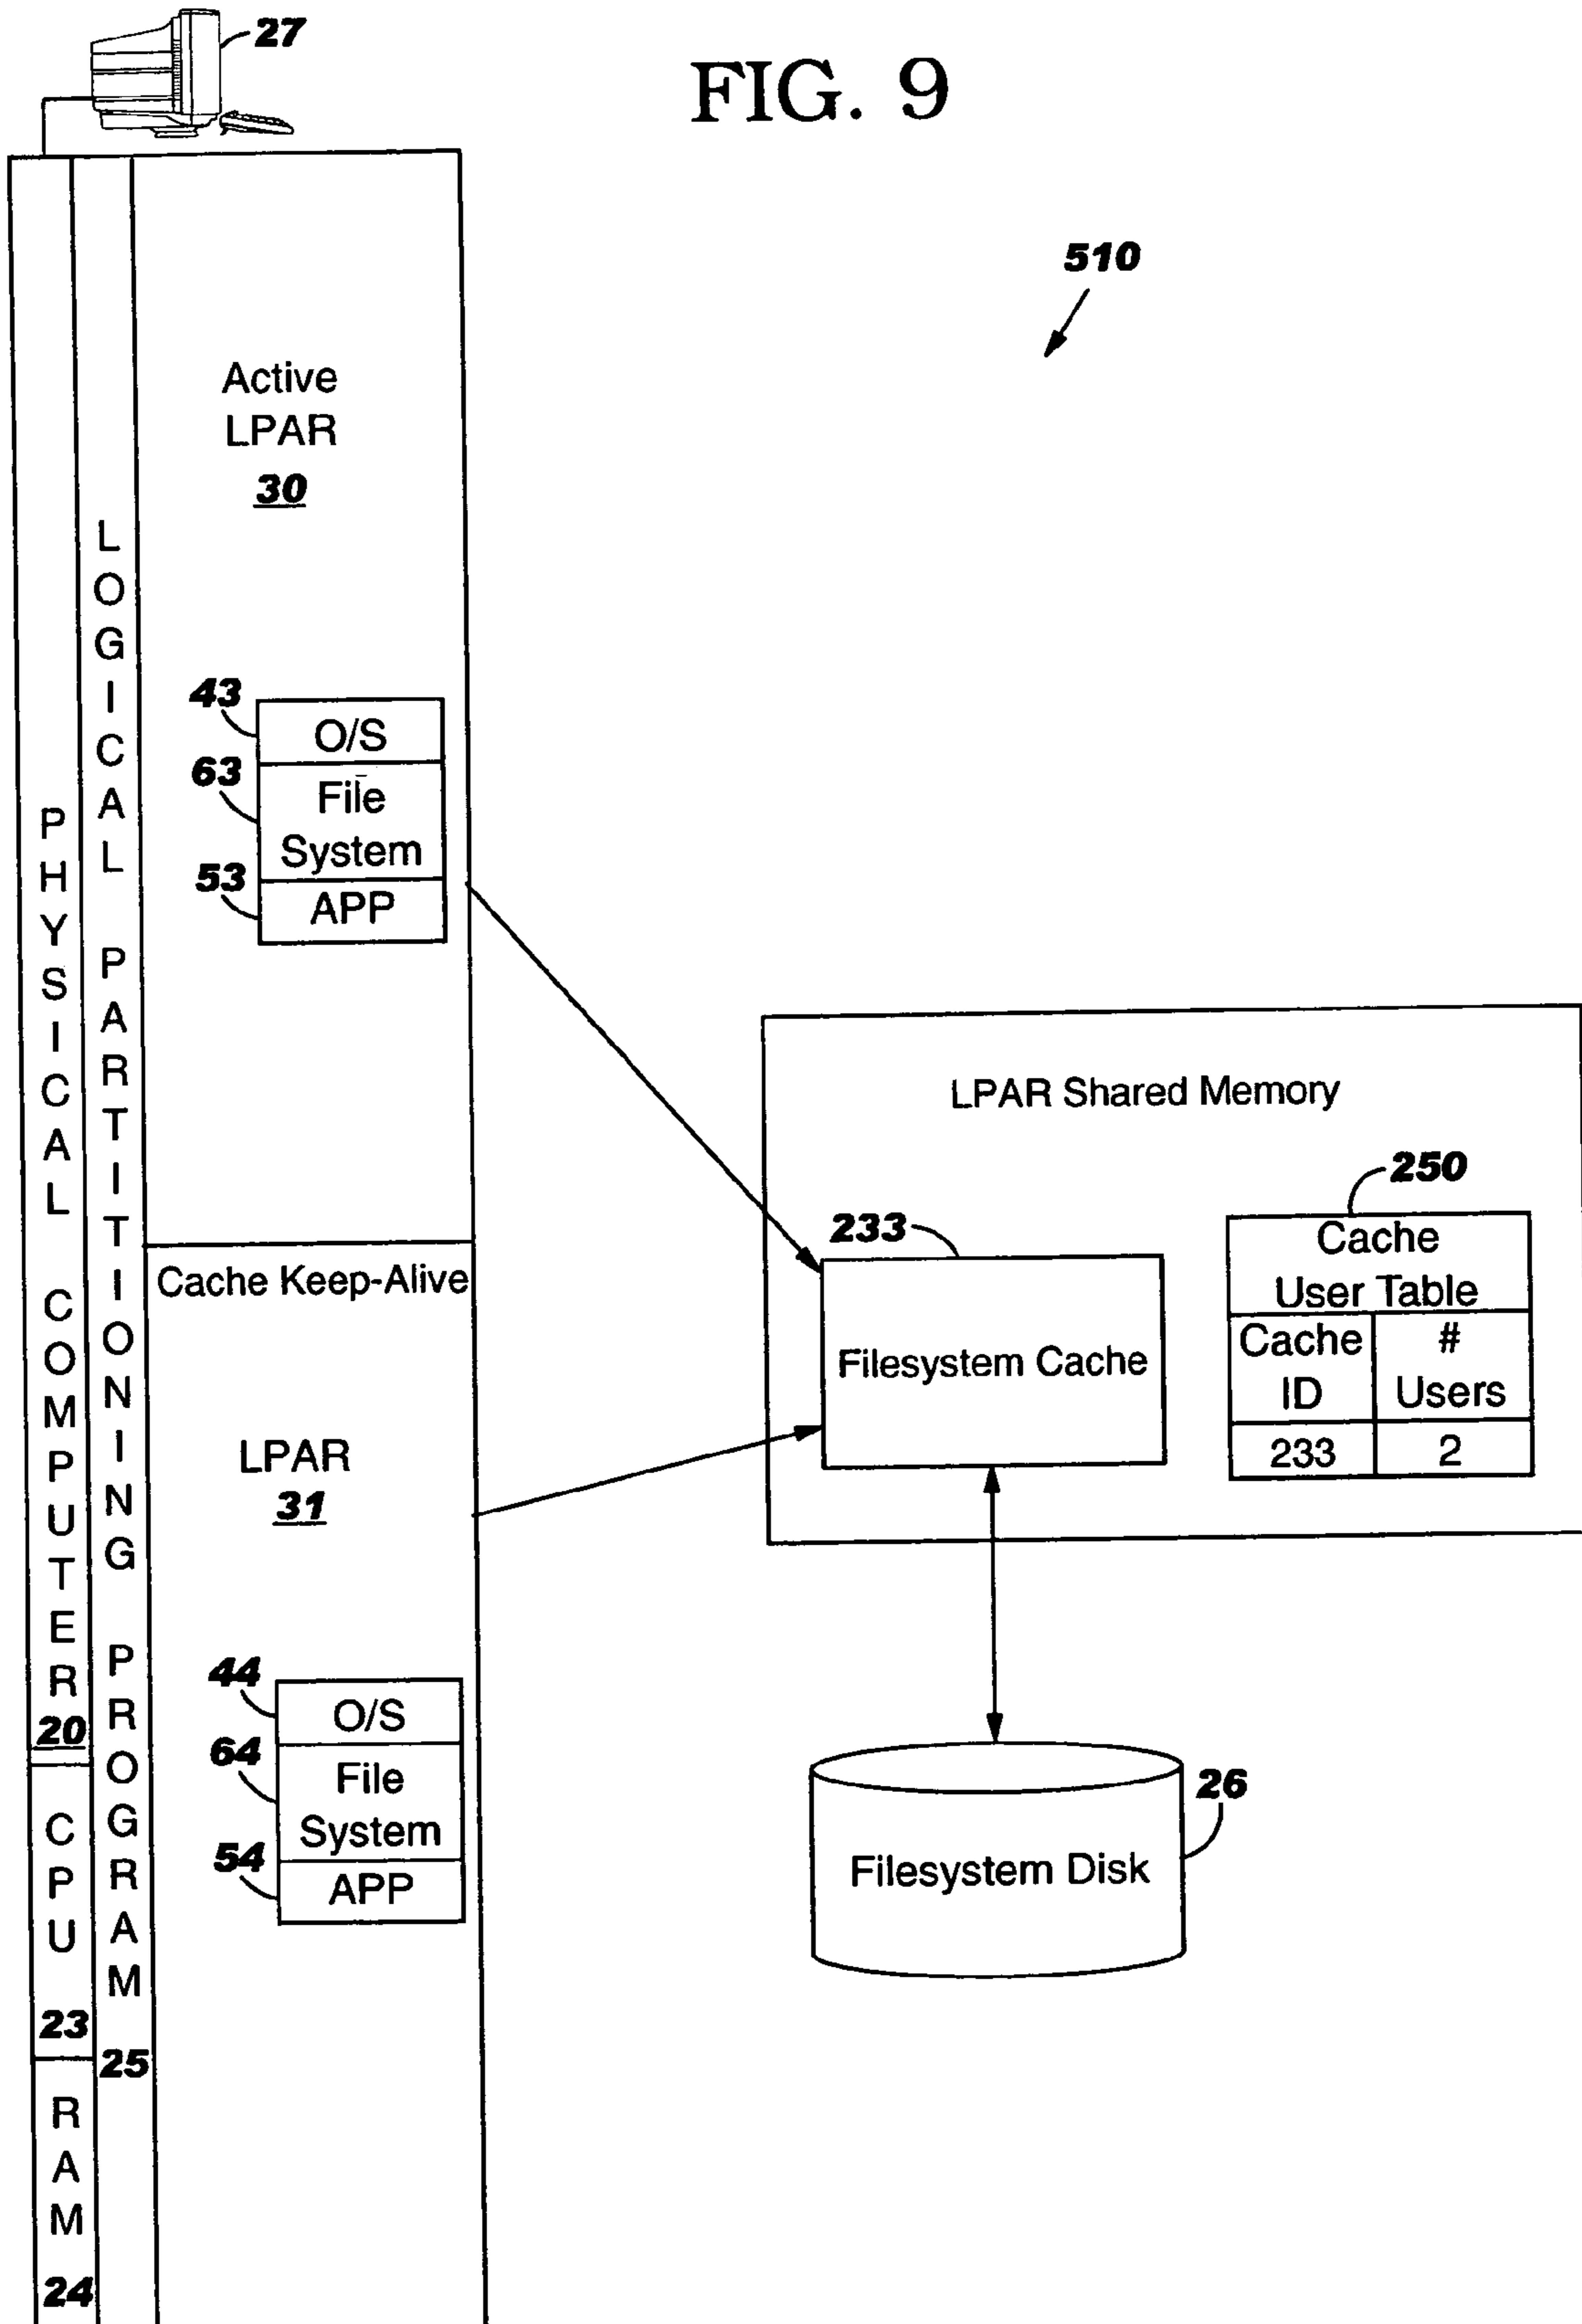 27
FIG. 9
510
Active
LPAR
30
43
O/S
63
File
System
53
APP
LOGICAL PARTITIONING PROGRAM
25
PHYSICAL COMPUTER
20
CPU
23
RAM
24
Cache Keep-Alive
LPAR
31
44
O/S
64
File
System
54
APP
LPAR Shared Memory
233
Filesystem Cache
250
Cache
User Table
Cache
ID
#
Users
233
2
26
Filesystem Disk